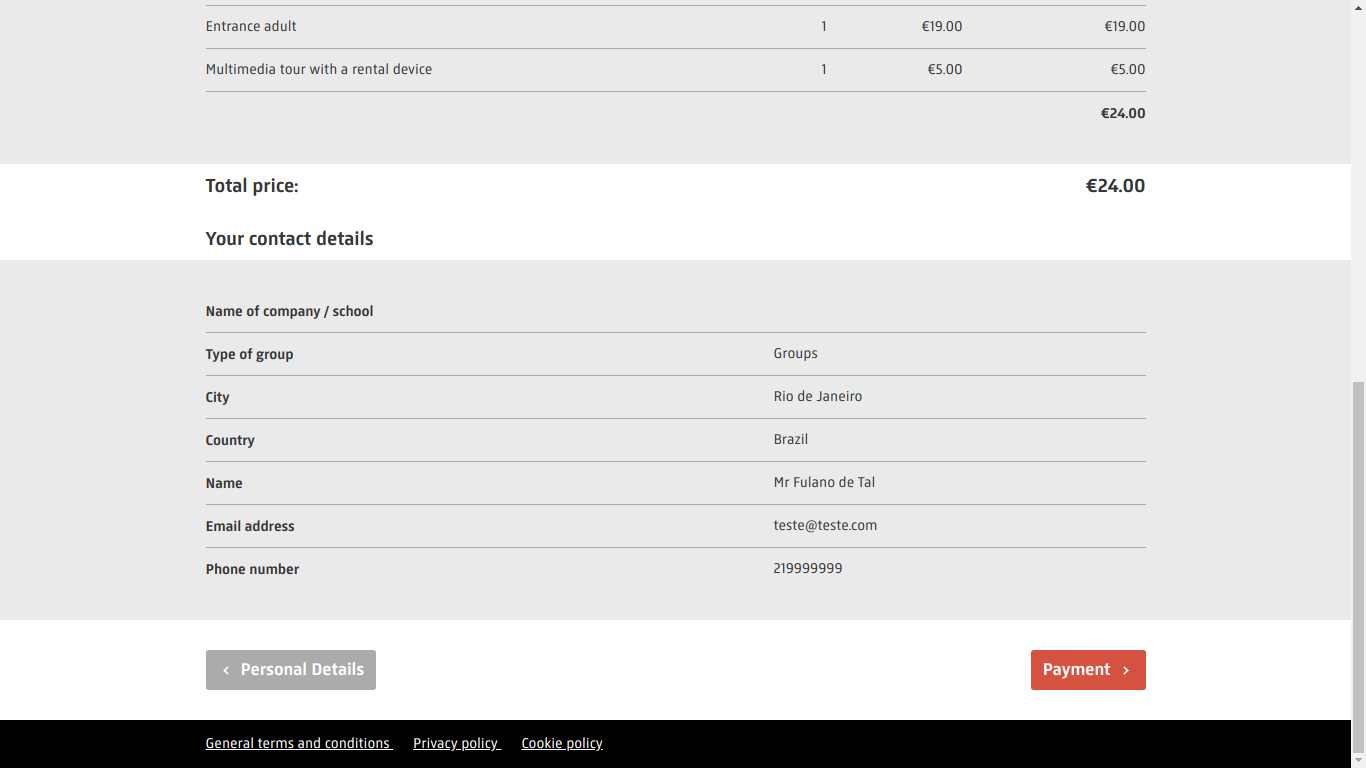 Entrance adult 1 €19.00 €19.00
Multimedia tour with a rental device 1 €5.00 €5.00
€24.00
Total price: €24.00
Your contact details
Name of company / school
Type of group Groups
City Rio de Janeiro
Country Brazil
Name Mr Fulano de Tal
Email address teste@teste.com
Phone number 219999999
‹ Personal Details Payment ›
General terms and conditions Privacy policy Cookie policy